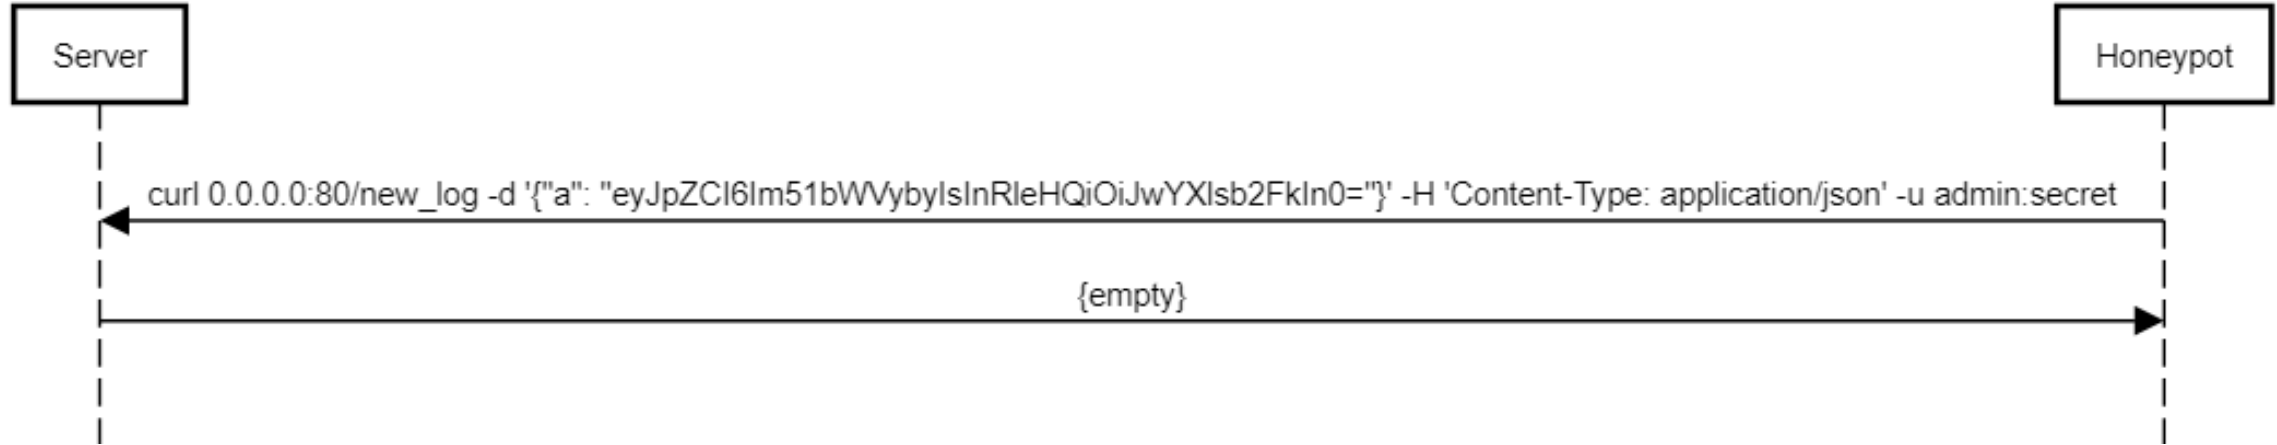 Server
Honeypot
curl 0.0.0.0:80/new_log -d '{"a": "eyJpZCI6Im51bWVybyIsInRleHQiOiJwYXlsb2FkIn0="}' -H 'Content-Type: application/json' -u admin:secret
{empty}